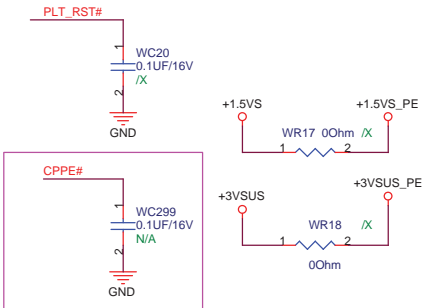 PLT_RST#
1
WC20
0.1UF/16V
/X
2
GND
+1.5VS
+1.5VS_PE
WR17 0Ohm /X
1 2
CPPE#
1
WC299
0.1UF/16V
N/A
2
GND
+3VSUS
+3VSUS_PE
WR18 /X
1 2
0Ohm